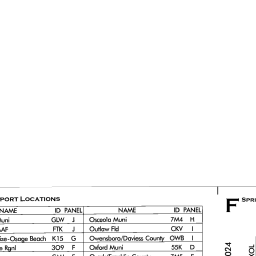 PORT LOCATIONS
NAME ID PANEL NAME ID PANEL
Muni GLW J Osceola Muni 7M4 H
AAF FTK J Outlaw Fld CKV I
ise-Osage Beach K15 G Owensboro/Daviess County OWB I
e Rgnl 3O9 F Oxford Muni 55K D
F SPRI
024
KOL